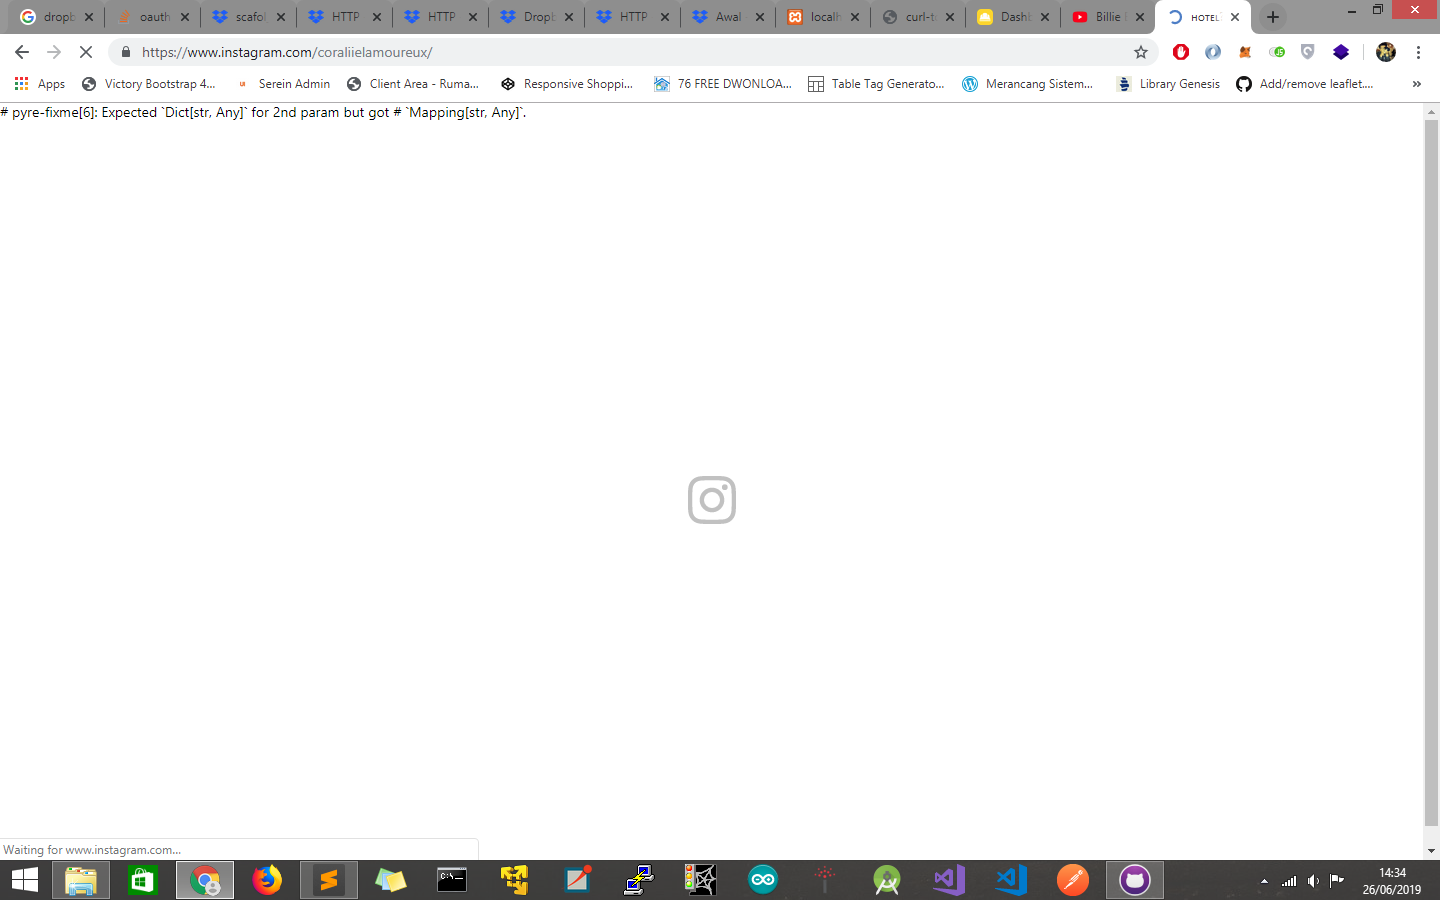 dropb
oauth
scafol
HTTP
HTTP
Dropb
HTTP
Awal
localh
curl-t
Dashb
Billie
HOTEL
https://www.instagram.com/coraliielamoureux/
Apps
Victory Bootstrap 4...
Serein Admin
Client Area - Ruma...
Responsive Shoppi...
76 FREE DWONLOA...
Table Tag Generato...
Merancang Sistem...
Library Genesis
Add/remove leaflet....
»
# pyre-fixme[6]: Expected `Dict[str, Any]` for 2nd param but got # `Mapping[str, Any]`.
Waiting for www.instagram.com...
14:34
26/06/2019